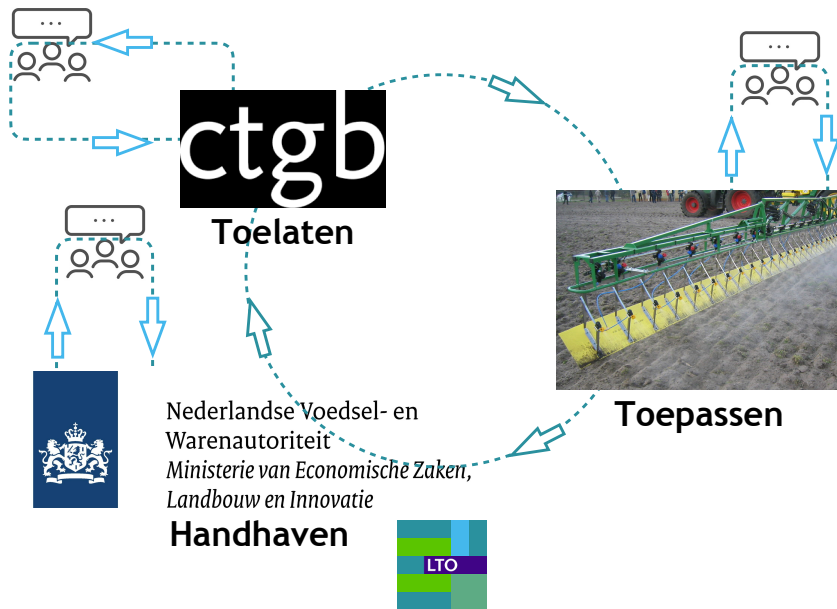 ...
...
ctgb
Toelaten
...
Toepassen
Nederlandse Voedsel- en
Warenautoriteit
Ministerie van Economische Zaken,
Landbouw en Innovatie
Handhaven
LTO